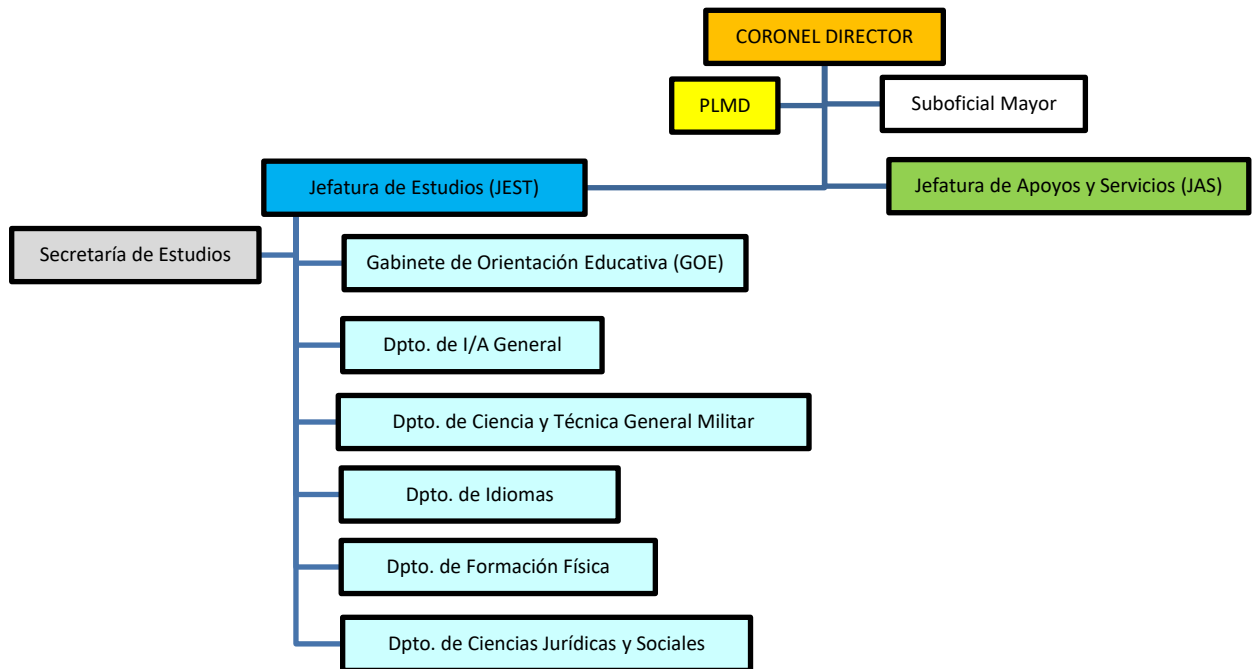 CORONEL DIRECTOR
PLMD
Suboficial Mayor
Jefatura de Estudios (JEST)
Jefatura de Apoyos y Servicios (JAS)
Secretaría de Estudios
Gabinete de Orientación Educativa (GOE)
Dpto. de I/A General
Dpto. de Ciencia y Técnica General Militar
Dpto. de Idiomas
Dpto. de Formación Física
Dpto. de Ciencias Jurídicas y Sociales